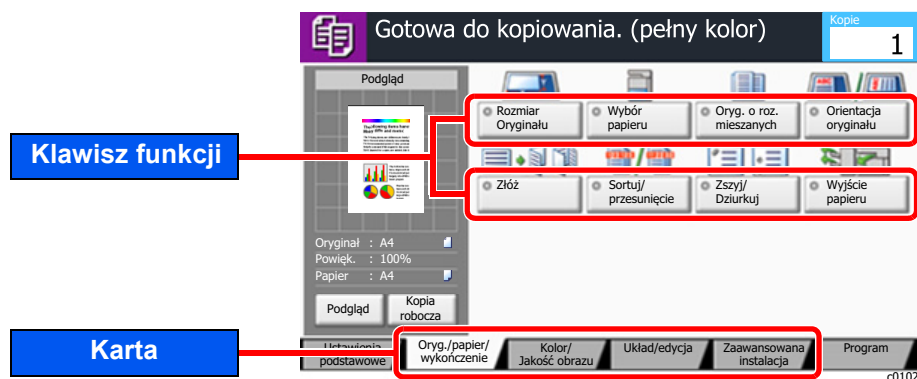 Gotowa do kopiowania. (pełny kolor)
Kopie
1
Podgląd
Rozmiar
Oryginału
Wybór
papieru
Oryg. o roz.
mieszanych
Orientacja
oryginału
Klawisz funkcji
Złóż
Sortuj/
przesunięcie
Zszyj/
Dziurkuj
Wyjście
papieru
Oryginał : A4
Powięk. : 100%
Papier : A4
Podgląd
Kopia
robocza
Karta
Ustawienia
podstawowe
Oryg./papier/
wykończenie
Kolor/
Jakość obrazu
Układ/edycja
Zaawansowana
instalacja
Program
c0102